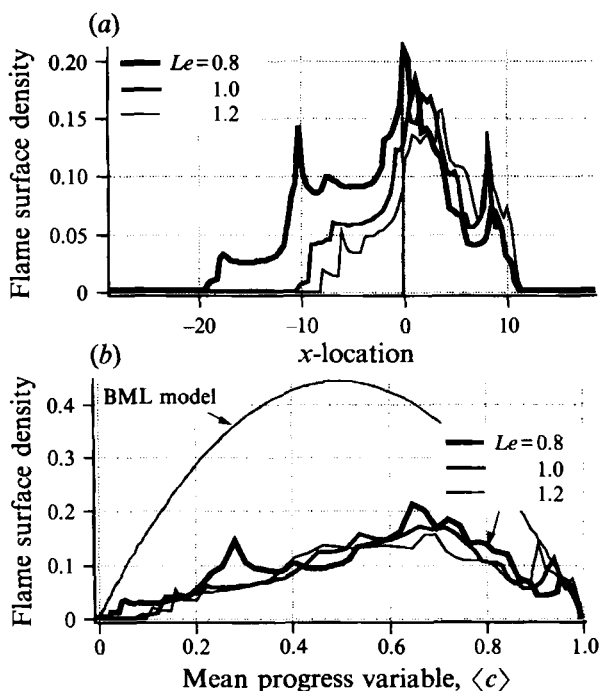 (a)
Flame surface density
0.20
0.15
0.10
0.05
0
Le = 0.8
1.0
1.2
−20
−10
0
10
x-location
(b)
Flame surface density
0.4
0.3
0.2
0.1
0
BML model
Le = 0.8
1.0
1.2
0
0.2
0.4
0.6
0.8
1.0
Mean progress variable, ⟨c⟩